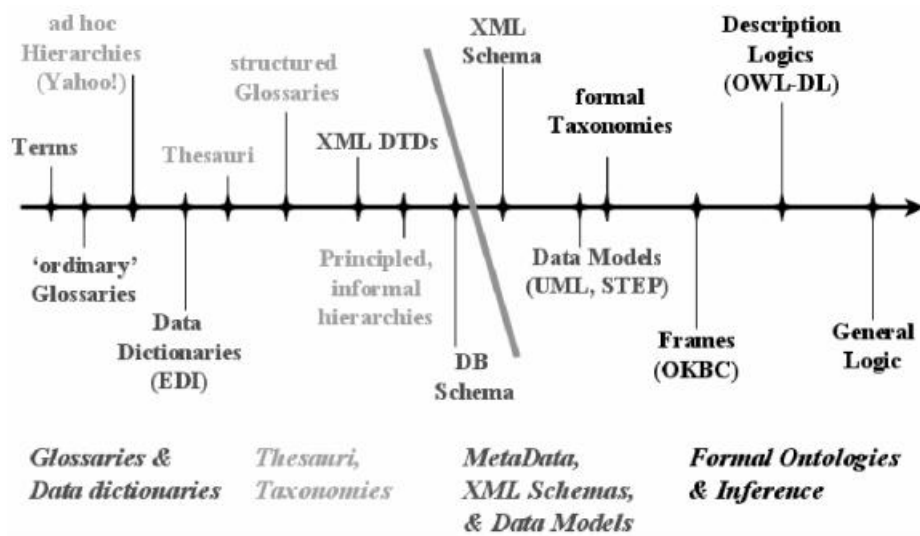 ad hoc
Hierarchies
(Yahoo!)
XML
Schema
Description
Logics
(OWL-DL)
structured
Glossaries
formal
Taxonomies
Terms
Thesauri
XML DTDs
‘ordinary’
Glossaries
Data
Dictionaries
(EDI)
Principled,
informal
hierarchies
DB
Schema
Data Models
(UML, STEP)
Frames
(OKBC)
General
Logic
Glossaries &
Data dictionaries
Thesauri,
Taxonomies
MetaData,
XML Schemas,
& Data Models
Formal Ontologies
& Inference